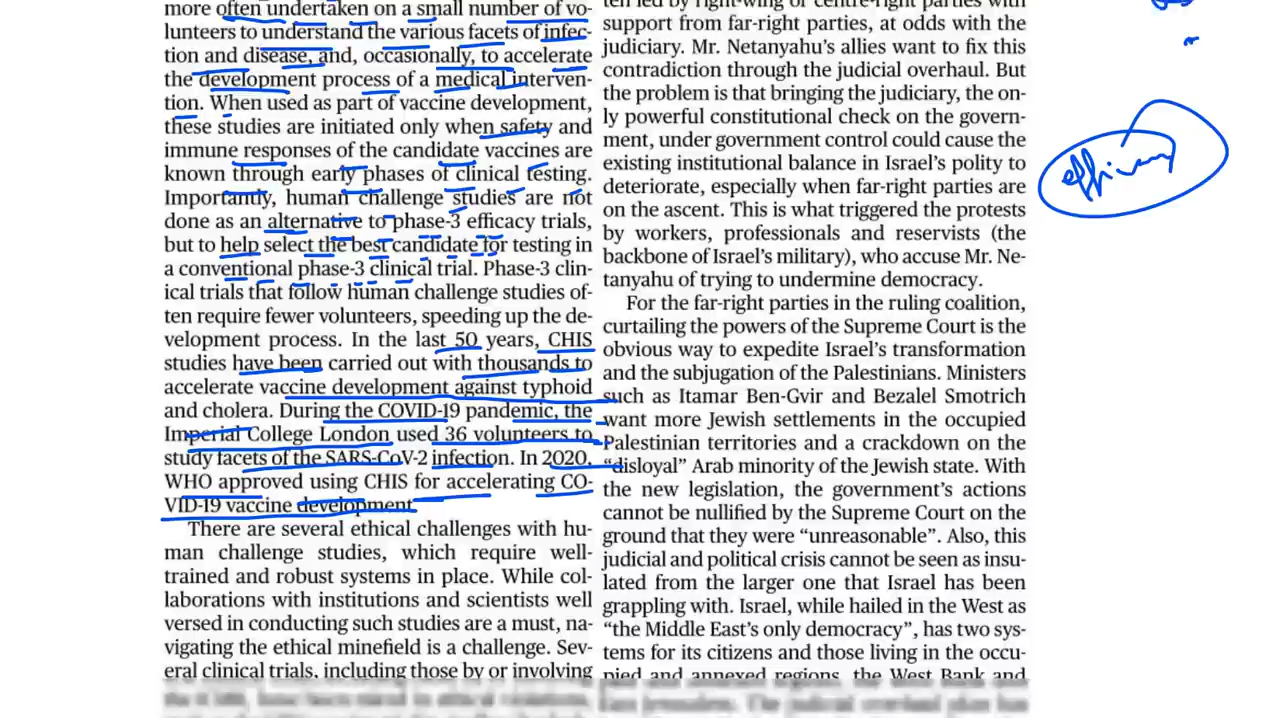 more often undertaken on a small number of vo-
lunteers to understand the various facets of infec-
tion and disease, and, occasionally, to accelerate
the development process of a medical interven-
tion. When used as part of vaccine development,
these studies are initiated only when safety and
immune responses of the candidate vaccines are
known through early phases of clinical testing.
Importantly, human challenge studies are not
done as an alternative to phase-3 efficacy trials,
but to help select the best candidate for testing in
a conventional phase-3 clinical trial. Phase-3 clin-
ical trials that follow human challenge studies of-
ten require fewer volunteers, speeding up the de-
velopment process. In the last 50 years, CHIS
studies have been carried out with thousands to
accelerate vaccine development against typhoid
and cholera. During the COVID-19 pandemic, the
Imperial College London used 36 volunteers to
study facets of the SARS-CoV-2 infection. In 2020,
WHO approved using CHIS for accelerating CO-
VID-19 vaccine development.
There are several ethical challenges with hu-
man challenge studies, which require well-
trained and robust systems in place. While col-
laborations with institutions and scientists well
versed in conducting such studies are a must, na-
vigating the ethical minefield is a challenge. Sev-
eral clinical trials, including those by or involving
ten led by right-wing or centre-right parties with
support from far-right parties, at odds with the
judiciary. Mr. Netanyahu's allies want to fix this
contradiction through the judicial overhaul. But
the problem is that bringing the judiciary, the on-
ly powerful constitutional check on the govern-
ment, under government control could cause the
existing institutional balance in Israel's polity to
deteriorate, especially when far-right parties are
on the ascent. This is what triggered the protests
by workers, professionals and reservists (the
backbone of Israel's military), who accuse Mr. Ne-
tanyahu of trying to undermine democracy.
For the far-right parties in the ruling coalition,
curtailing the powers of the Supreme Court is the
obvious way to expedite Israel's transformation
and the subjugation of the Palestinians. Ministers
such as Itamar Ben-Gvir and Bezalel Smotrich
want more Jewish settlements in the occupied
Palestinian territories and a crackdown on the
"disloyal" Arab minority of the Jewish state. With
the new legislation, the government's actions
cannot be nullified by the Supreme Court on the
ground that they were "unreasonable". Also, this
judicial and political crisis cannot be seen as insu-
lated from the larger one that Israel has been
grappling with. Israel, while hailed in the West as
"the Middle East's only democracy", has two sys-
tems for its citizens and those living in the occu-
pied and annexed regions, the West Bank and